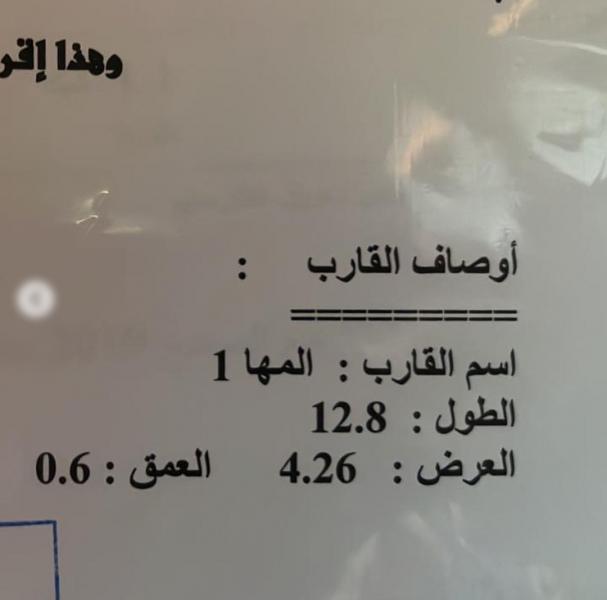 وهذا إقر
أوصاف القارب :
==========
اسم القارب : المها 1
الطول : 12.8
العرض : 4.26 العمق : 0.6